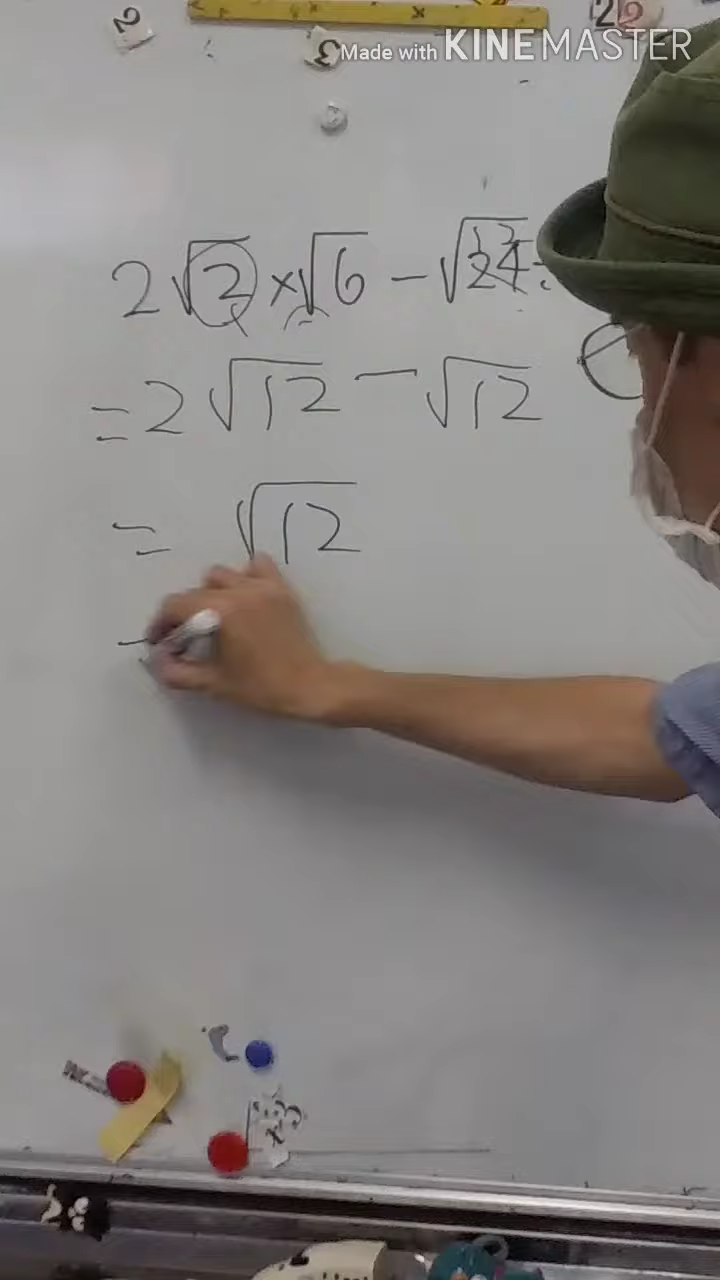 Made with KINEMASTER
2√2 × √6 − √24 ÷
= 2√12 − √12
= √12
=